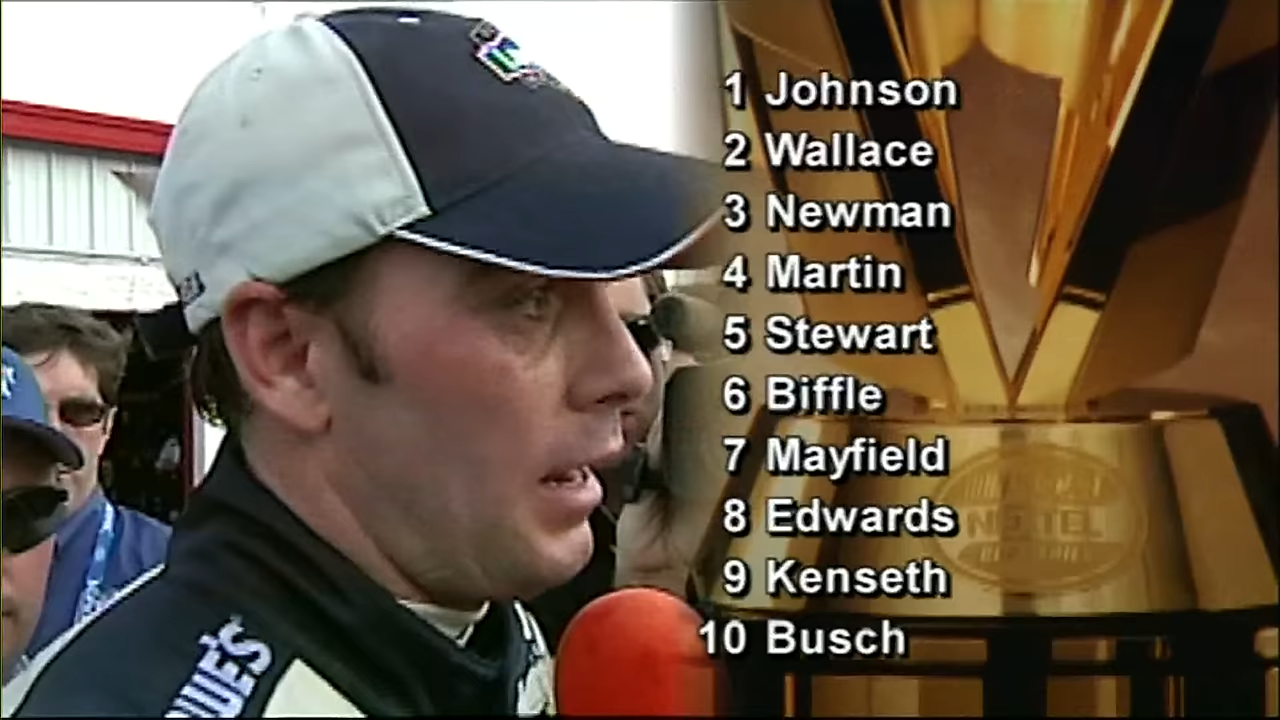 1 Johnson
2 Wallace
3 Newman
4 Martin
5 Stewart
6 Biffle
7 Mayfield
8 Edwards
9 Kenseth
10 Busch
NEXTEL